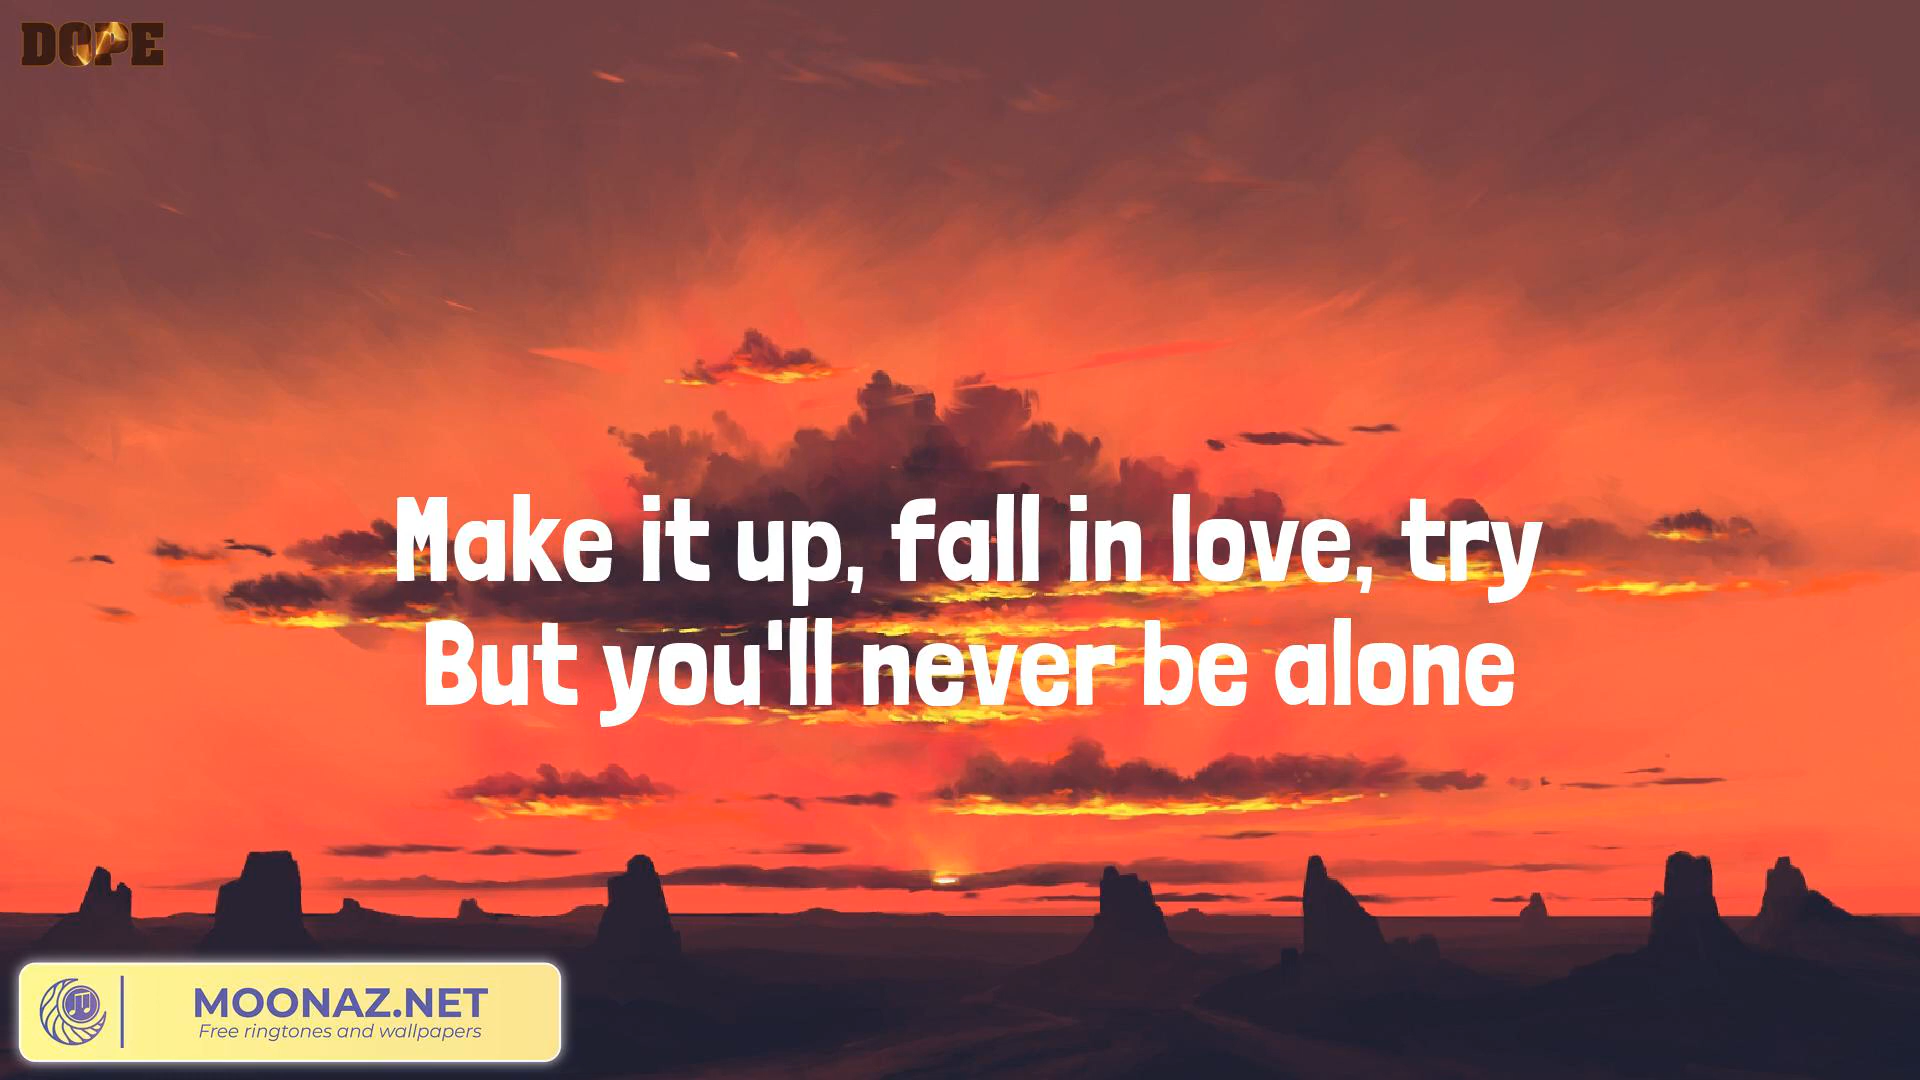 DOPE
Make it up, fall in love, try
But you'll never be alone
MOONAZ.NET
Free ringtones and wallpapers